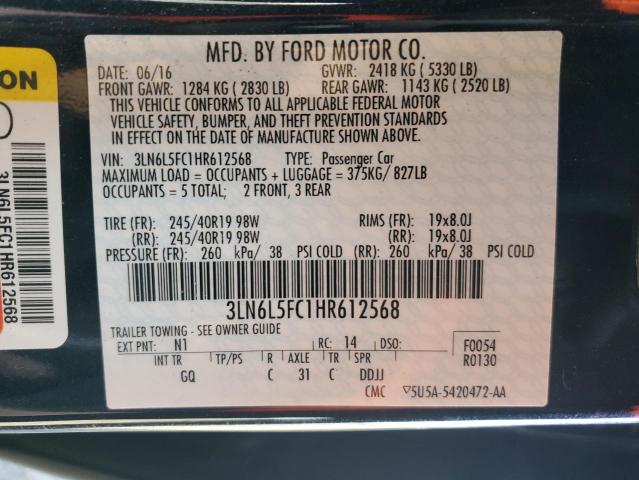 MFD. BY FORD MOTOR CO.
DATE: 06/16 GVWR: 2418 KG ( 5330 LB)
FRONT GAWR: 1284 KG ( 2830 LB) REAR GAWR: 1143 KG ( 2520 LB)
THIS VEHICLE CONFORMS TO ALL APPLICABLE FEDERAL MOTOR
VEHICLE SAFETY, BUMPER, AND THEFT PREVENTION STANDARDS
IN EFFECT ON THE DATE OF MANUFACTURE SHOWN ABOVE.
VIN: 3LN6L5FC1HR612568 TYPE: Passenger Car
MAXIMUM LOAD = OCCUPANTS + LUGGAGE = 375KG/ 827LB
OCCUPANTS = 5 TOTAL; 2 FRONT, 3 REAR
TIRE (FR): 245/40R19 98W RIMS (FR): 19x8.0J
(RR): 245/40R19 98W (RR): 19x8.0J
PRESSURE (FR): 260 kPa/ 38 PSI COLD (RR): 260 kPa/ 38 PSI COLD
3LN6L5FC1HR612568
TRAILER TOWING - SEE OWNER GUIDE
EXT PNT: N1 RC: 14 DSO: F0054
R0130
INT TR TP/PS R AXLE TR SPR
GQ C 31 C DDJJ
CMC ▽5U5A-5420472-AA
ON
3LN6L5FC1HR612568